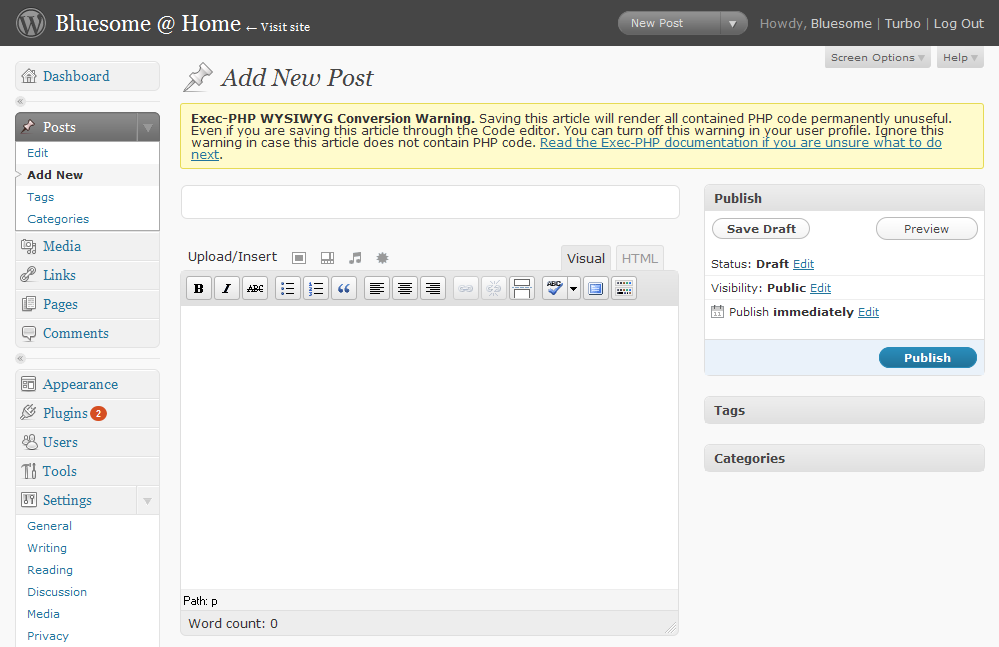 Bluesome @ Home ← Visit site
New Post
Howdy, Bluesome | Turbo | Log Out
Screen Options
Help
Dashboard
Posts
Edit
Add New
Tags
Categories
Media
Links
Pages
Comments
Appearance
Plugins 2
Users
Tools
Settings
General
Writing
Reading
Discussion
Media
Privacy
Add New Post
Exec-PHP WYSIWYG Conversion Warning. Saving this article will render all contained PHP code permanently unuseful.
Even if you are saving this article through the Code editor. You can turn off this warning in your user profile. Ignore this
warning in case this article does not contain PHP code. Read the Exec-PHP documentation if you are unsure what to do
next.
Upload/Insert
Visual
HTML
B I ABC
ABC
Path: p
Word count: 0
Publish
Save Draft
Preview
Status: Draft Edit
Visibility: Public Edit
Publish immediately Edit
Publish
Tags
Categories